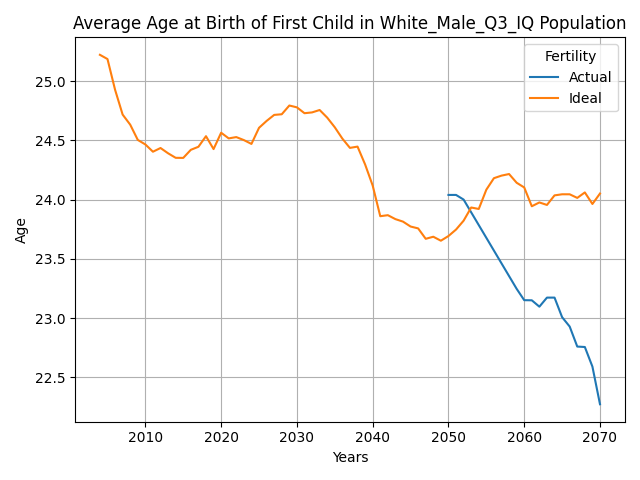 Average Age at Birth of First Child in White_Male_Q3_IQ Population
Fertility
Actual
Ideal
Age
25.0
24.5
24.0
23.5
23.0
22.5
2010 2020 2030 2040 2050 2060 2070
Years